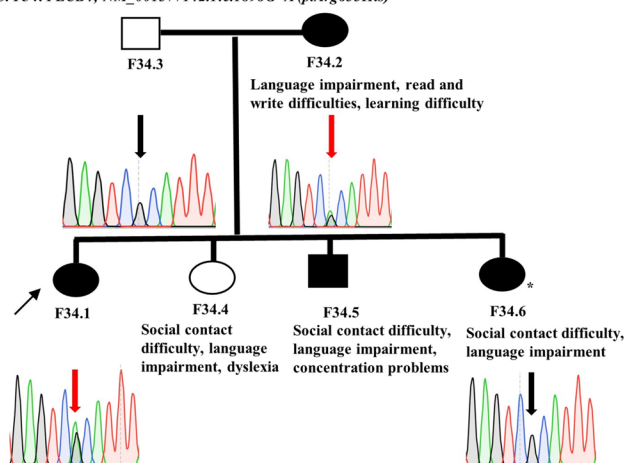 F34.3
F34.2
Language impairment, read and
write difficulties, learning difficulty
F34.1
F34.4
Social contact
difficulty, language
impairment, dyslexia
F34.5
Social contact difficulty,
language impairment,
concentration problems
F34.6
*
Social contact difficulty,
language impairment